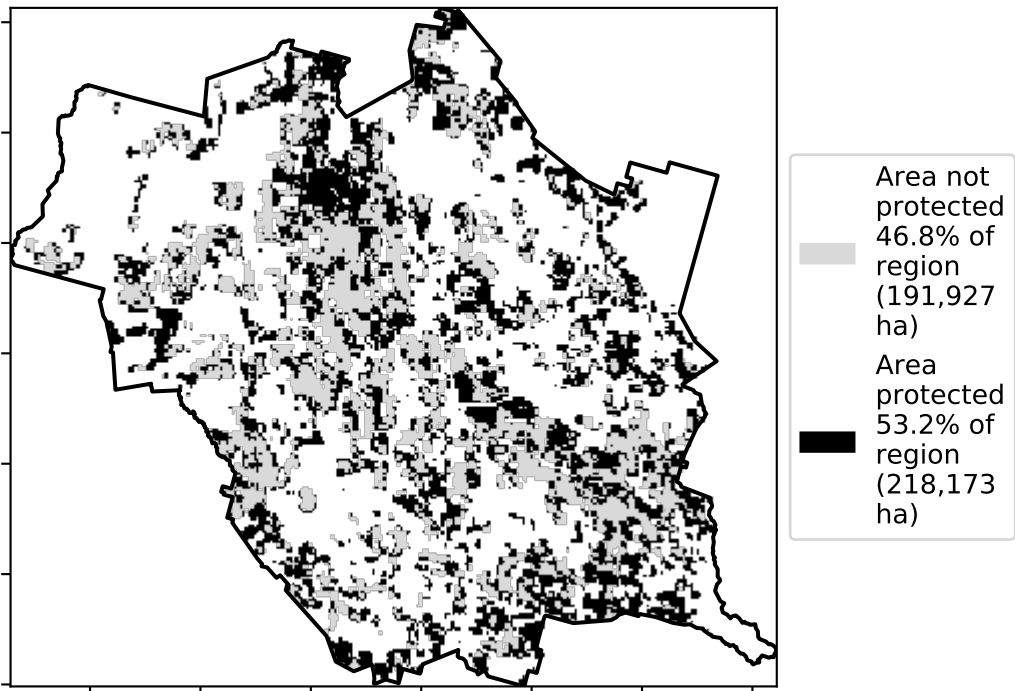 Area not
protected
46.8% of
region
(191,927
ha)
Area
protected
53.2% of
region
(218,173
ha)